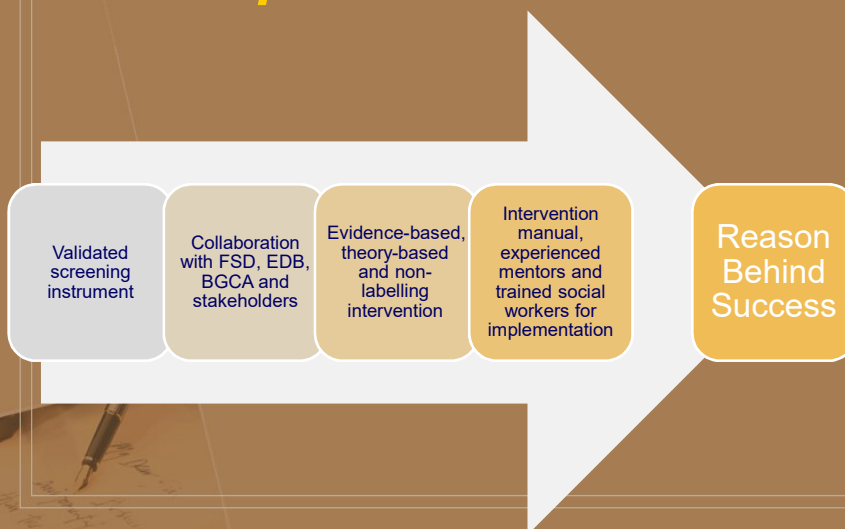 Validated
screening
instrument
Collaboration
with FSD, EDB,
BGCA and
stakeholders
Evidence-based,
theory-based
and non-
labelling
intervention
Intervention
manual,
experienced
mentors and
trained social
workers for
implementation
Reason
Behind
Success